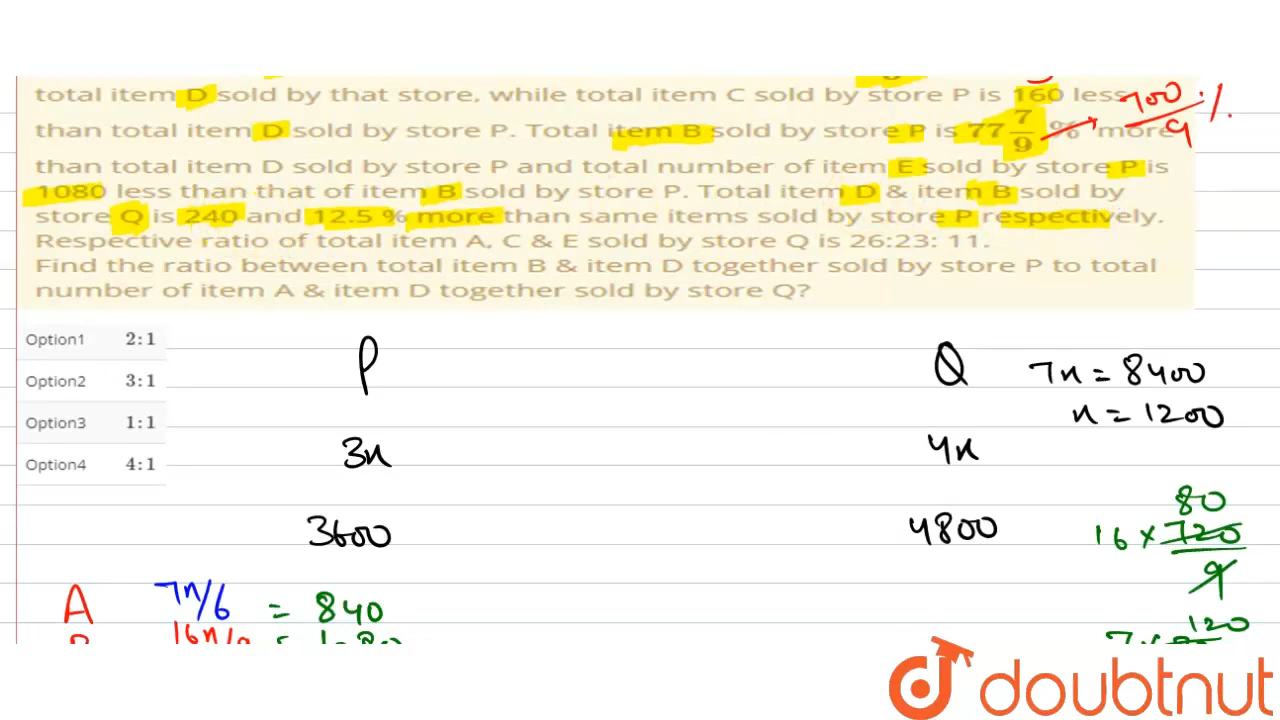 total item D sold by that store, while total item C sold by store P is 160 less
than total item D sold by store P. Total item B sold by store P is 77 7/9 % more
than total item D sold by store P and total number of item E sold by store P is
1080 less than that of item B sold by store P. Total item D & item B sold by
store Q is 240 and 12.5 % more than same items sold by store P respectively.
Respective ratio of total item A, C & E sold by store Q is 26:23: 11.
Find the ratio between total item B & item D together sold by store P to total
number of item A & item D together sold by store Q?
700/9 %
Option1 2:1
Option2 3:1
Option3 1:1
Option4 4:1
P Q
7x = 8400
x = 1200
3x 4x
3600 4800
80
16 × 720/9
A 7x/6 = 840
120
doubtnut